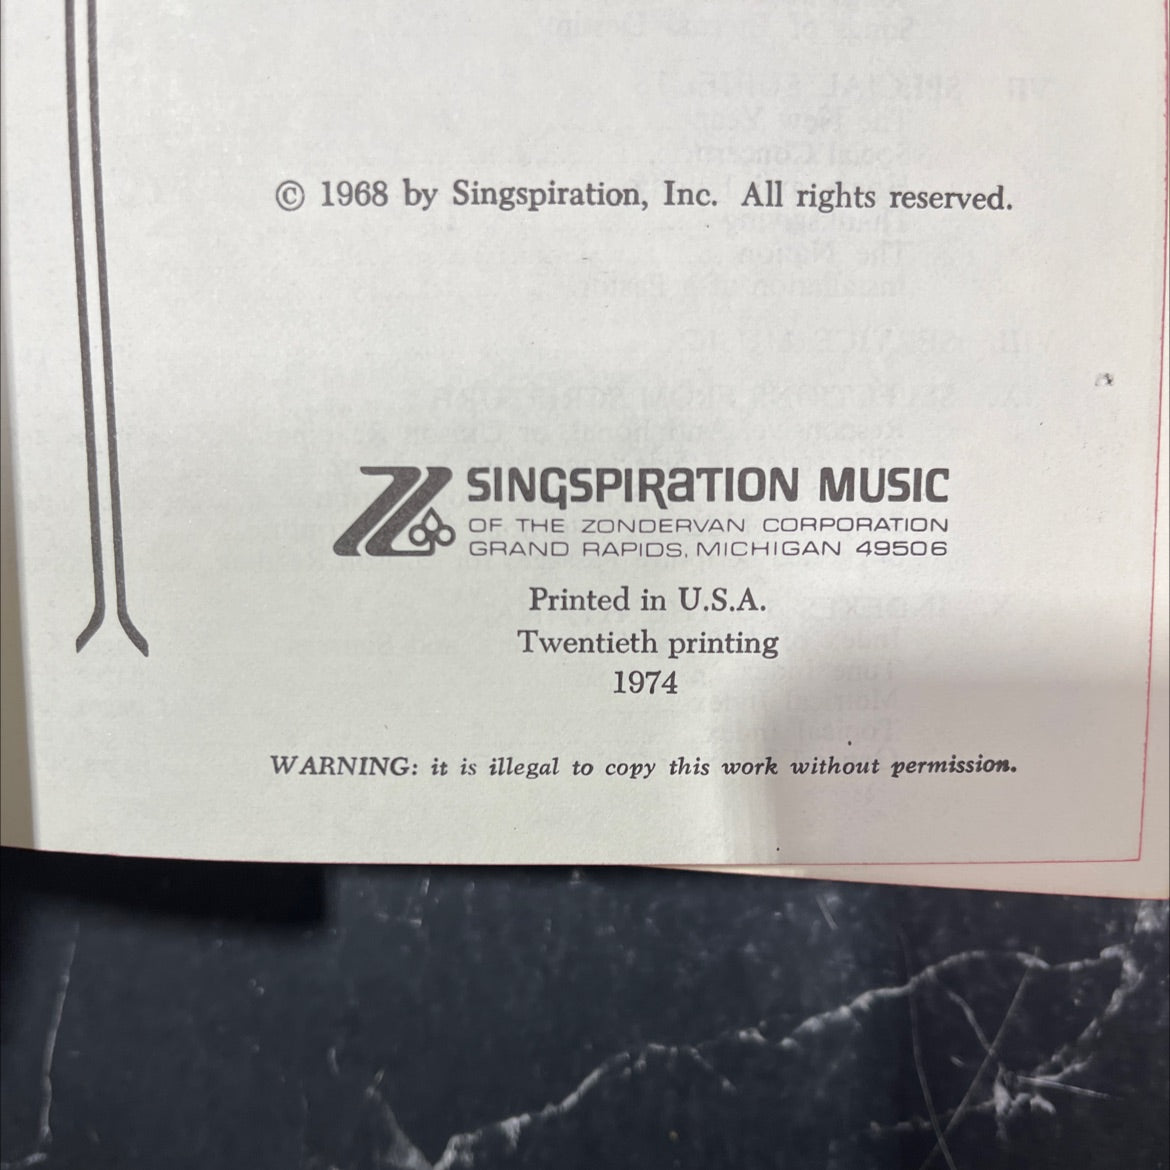 © 1968 by Singspiration, Inc. All rights reserved.
SINGSPIRATION MUSIC
OF THE ZONDERVAN CORPORATION
GRAND RAPIDS, MICHIGAN 49506
Printed in U.S.A.
Twentieth printing
1974
WARNING: it is illegal to copy this work without permission.